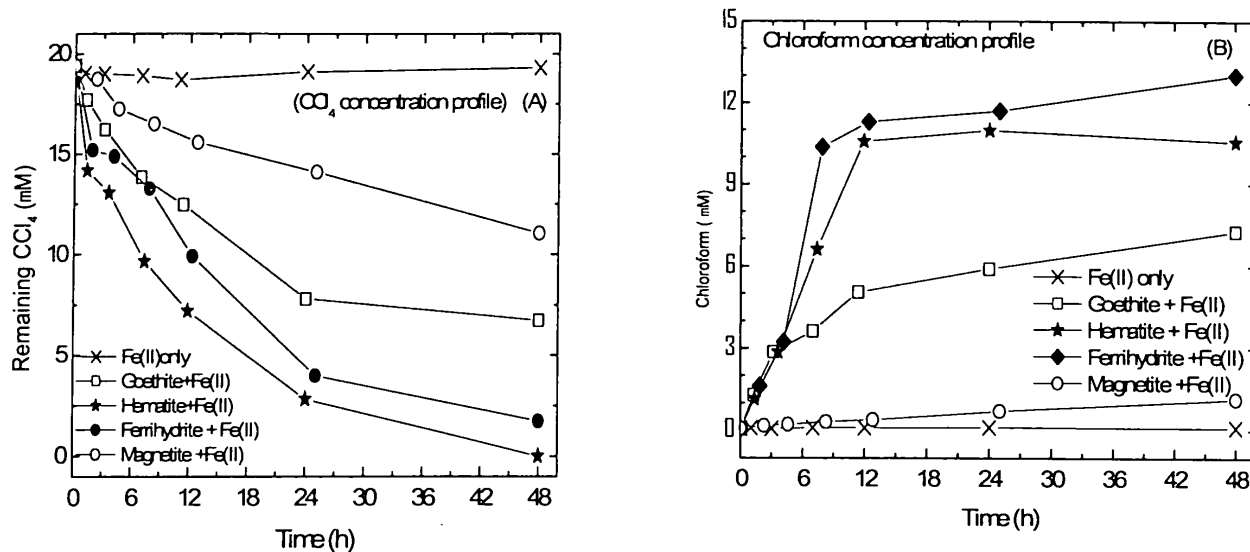 20
15
10
5
0
Remaining CCl4 (mM)
(CCl4 concentration profile) (A)
Fe(II) only
Goethite+Fe(II)
Hematite+Fe(II)
Ferrihydrite + Fe(II)
Magnetite +Fe(II)
0 6 12 18 24 30 36 42 48
Time (h)
15
12
9
6
3
0
Chloroform ( mM)
Chloroform concentration profile (B)
Fe(II) only
Goethite + Fe(II)
Hematite + Fe(II)
Ferrihydrite +Fe(II)
Magnetite +Fe(II)
0 6 12 18 24 30 36 42 48
Time (h)